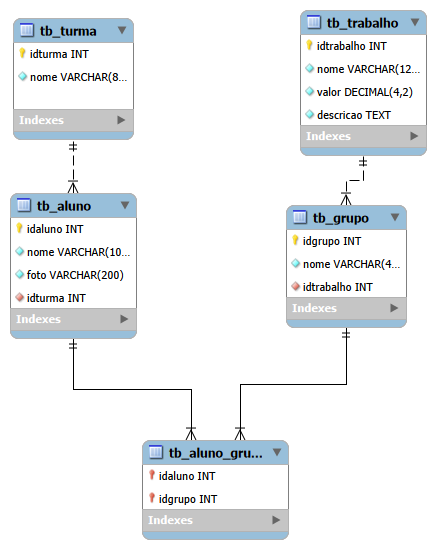 tb_turma
idturma INT
nome VARCHAR(8...
Indexes
tb_trabalho
idtrabalho INT
nome VARCHAR(12...
valor DECIMAL(4,2)
descricao TEXT
Indexes
tb_aluno
idaluno INT
nome VARCHAR(10...
foto VARCHAR(200)
idturma INT
Indexes
tb_grupo
idgrupo INT
nome VARCHAR(4...
idtrabalho INT
Indexes
tb_aluno_gru...
idaluno INT
idgrupo INT
Indexes